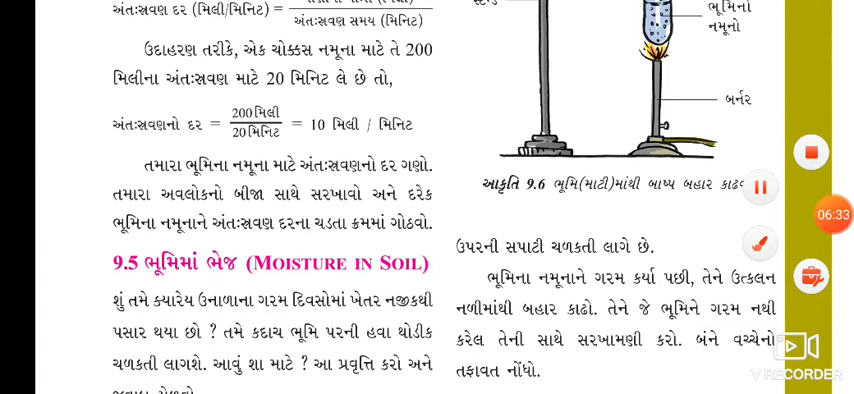 અંતઃસ્રવણ દર (મિલી/મિનિટ) =
અંતઃસ્રવણ સમય (મિનિટ)
ઉદાહરણ તરીકે, એક ચોક્કસ નમૂના માટે તે 200
મિલીના અંતઃસ્રવણ માટે 20 મિનિટ લે છે તો,
અંતઃસ્રવણનો દર = 200 મિલી / 20 મિનિટ = 10 મિલી / મિનિટ
તમારા ભૂમિના નમૂના માટે અંતઃસ્રવણનો દર ગણો.
તમારા અવલોકનો બીજા સાથે સરખાવો અને દરેક
ભૂમિના નમૂનાને અંતઃસ્રવણ દરના ચડતા ક્રમમાં ગોઠવો.
9.5 ભૂમિમાં ભેજ (MOISTURE IN SOIL)
શું તમે ક્યારેય ઉનાળાના ગરમ દિવસોમાં ખેતર નજીકથી
પસાર થયા છો ? તમે કદાચ ભૂમિ પરની હવા થોડીક
ચળકતી લાગશે. આવું શા માટે ? આ પ્રવૃત્તિ કરો અને
ભૂમિનો
નમૂનો
બર્નર
આકૃતિ 9.6 ભૂમિ(માટી)માંથી બાષ્પ બહાર કાઢવ
ઉપરની સપાટી ચળકતી લાગે છે.
ભૂમિના નમૂનાને ગરમ કર્યા પછી, તેને ઉત્કલન
નળીમાંથી બહાર કાઢો. તેને જે ભૂમિને ગરમ નથી
કરેલ તેની સાથે સરખામણી કરો. બંને વચ્ચેનો
તફાવત નોંધો.
06:33
V RECORDER